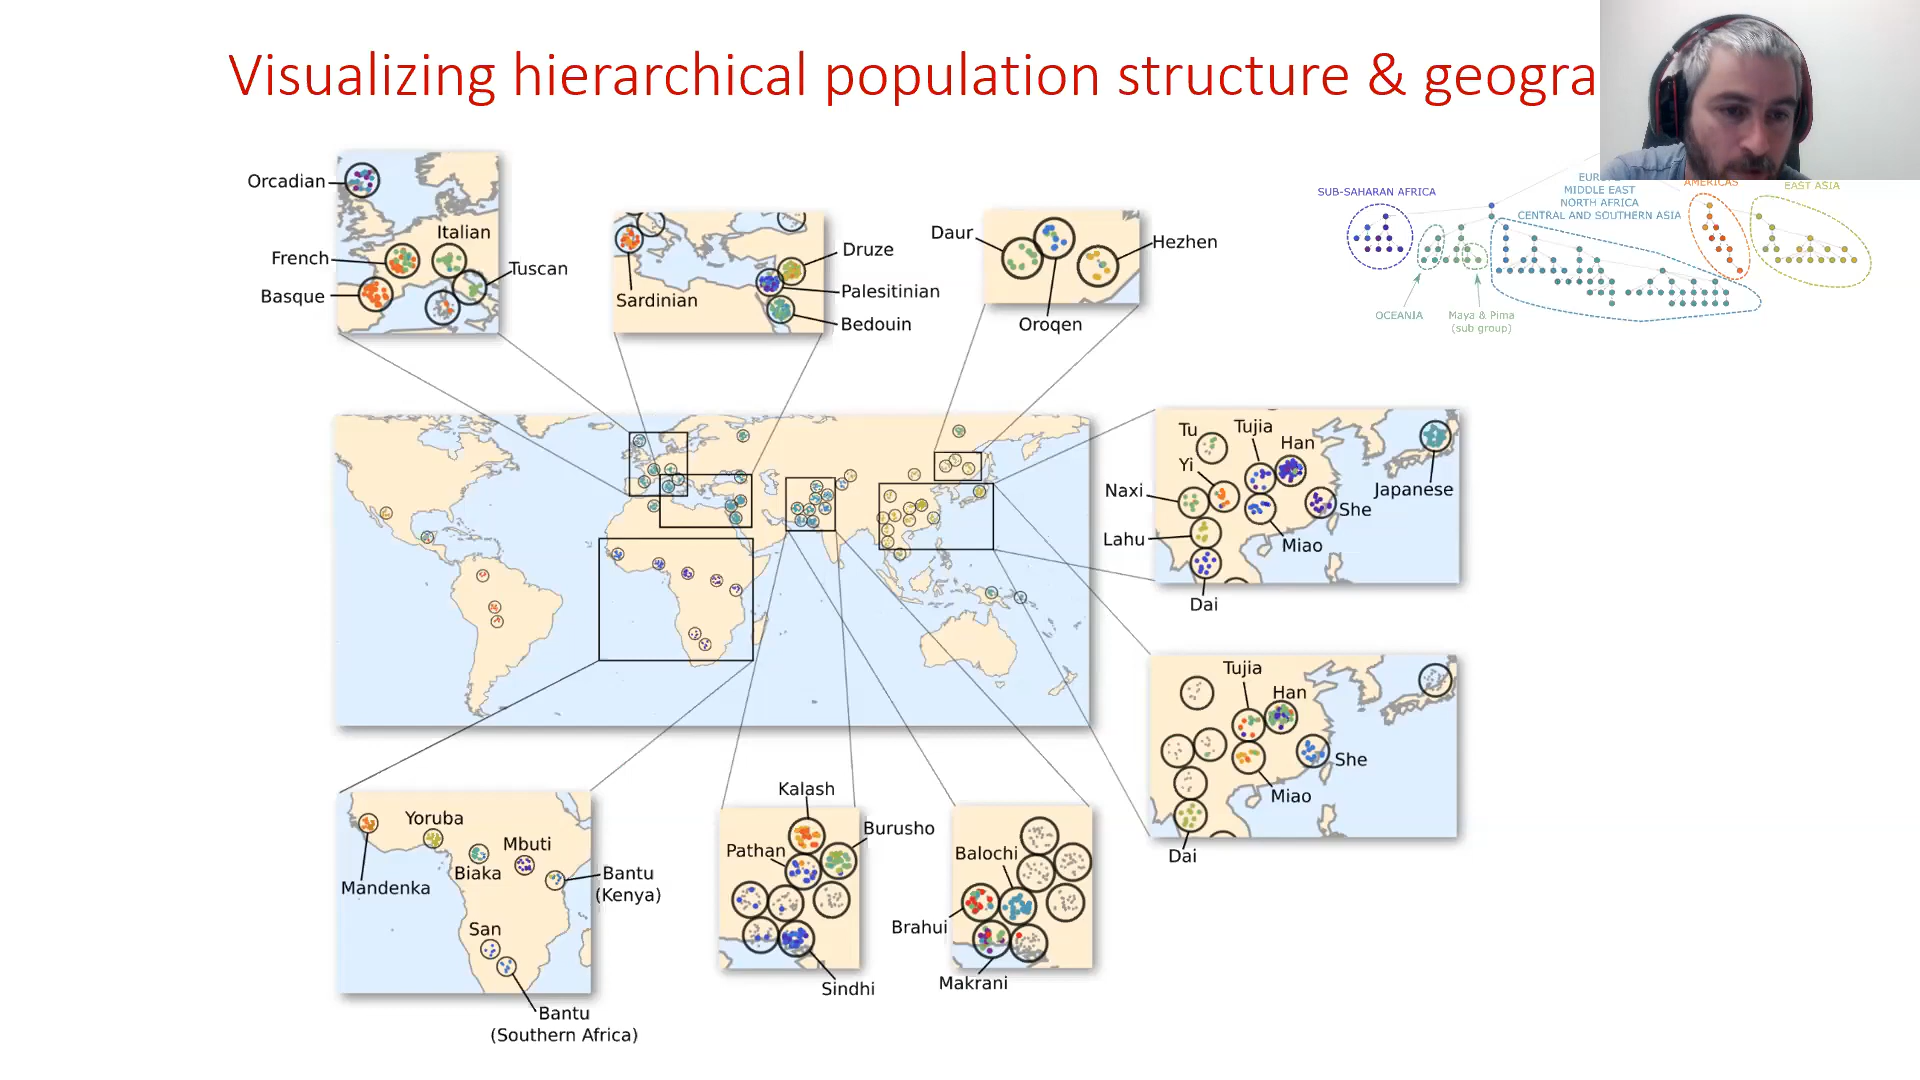 Visualizing hierarchical population structure & geogra
SUB-SAHARAN AFRICA
MIDDLE EAST
NORTH AFRICA
CENTRAL AND SOUTHERN ASIA
AMERICAS
EAST ASIA
OCEANIA
Maya & Pima
(sub group)
Orcadian
Italian
French
Tuscan
Basque
Sardinian
Druze
Palesitinian
Bedouin
Daur
Hezhen
Oroqen
Tu
Tujia
Han
Yi
Naxi
Japanese
She
Lahu
Miao
Dai
Tujia
Han
She
Miao
Dai
Yoruba
Mbuti
Biaka
Mandenka
Bantu
(Kenya)
San
Bantu
(Southern Africa)
Kalash
Burusho
Pathan
Sindhi
Balochi
Brahui
Makrani